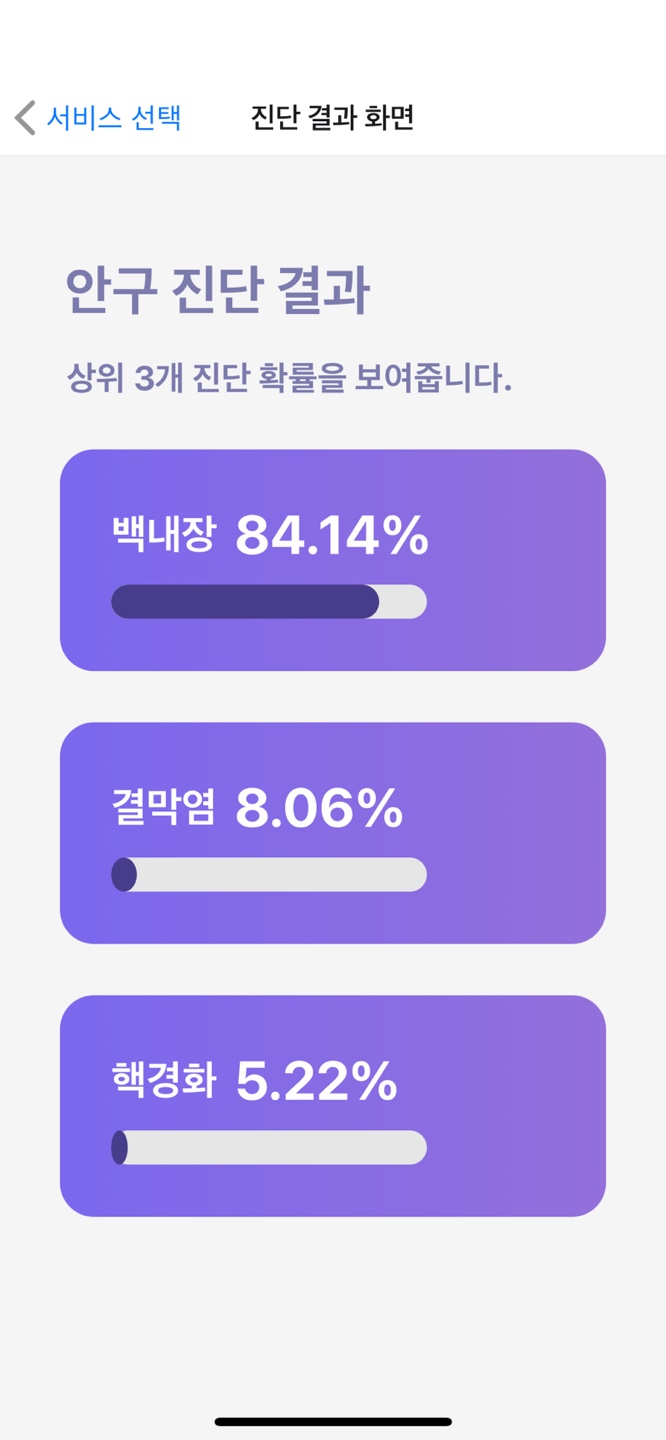 서비스 선택
진단 결과 화면
안구 진단 결과
상위 3개 진단 확률을 보여줍니다.
백내장 84.14%
결막염 8.06%
핵경화 5.22%